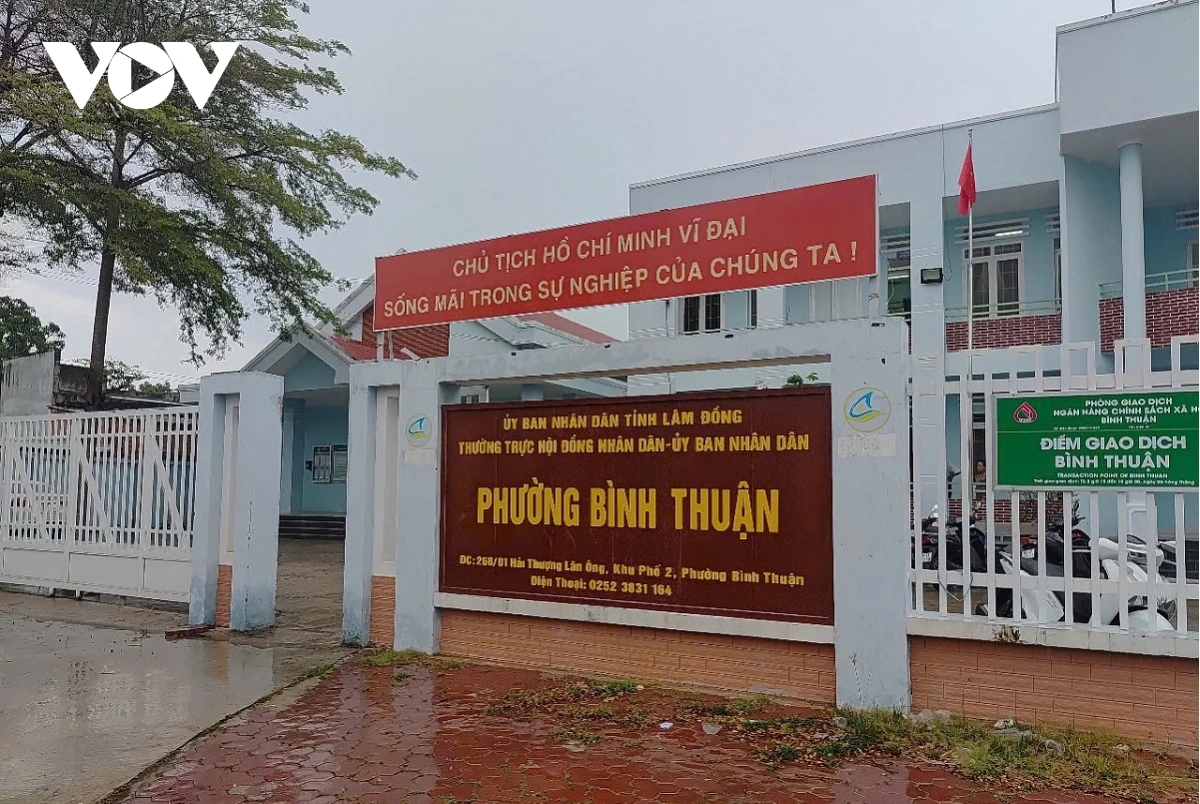 VOV
CHỦ TỊCH HỒ CHÍ MINH VĨ ĐẠI
SỐNG MÃI TRONG SỰ NGHIỆP CỦA CHÚNG TA !
ỦY BAN NHÂN DÂN TỈNH LÂM ĐỒNG
THƯỜNG TRỰC HỘI ĐỒNG NHÂN DÂN-ỦY BAN NHÂN DÂN
PHƯỜNG BÌNH THUẬN
ĐC: 26B/01 Hải Thượng Lãn Ông, Khu Phố 2, Phường Bình Thuận
Điện Thoại: 0252 3831 164
PHÒNG GIAO DỊCH
NGÂN HÀNG CHÍNH SÁCH XÃ H
BÌNH THUẬN
ĐIỂM GIAO DỊCH
BÌNH THUẬN
TRANSACTION POINT OF BINH THUAN